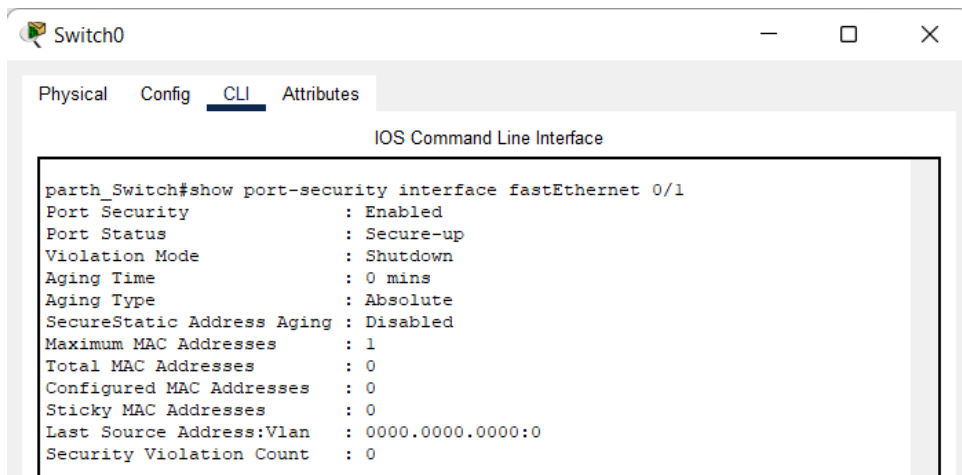 Switch0
Physical Config CLI Attributes
IOS Command Line Interface
parth_Switch#show port-security interface fastEthernet 0/1
Port Security : Enabled
Port Status : Secure-up
Violation Mode : Shutdown
Aging Time : 0 mins
Aging Type : Absolute
SecureStatic Address Aging : Disabled
Maximum MAC Addresses : 1
Total MAC Addresses : 0
Configured MAC Addresses : 0
Sticky MAC Addresses : 0
Last Source Address:Vlan : 0000.0000.0000:0
Security Violation Count : 0